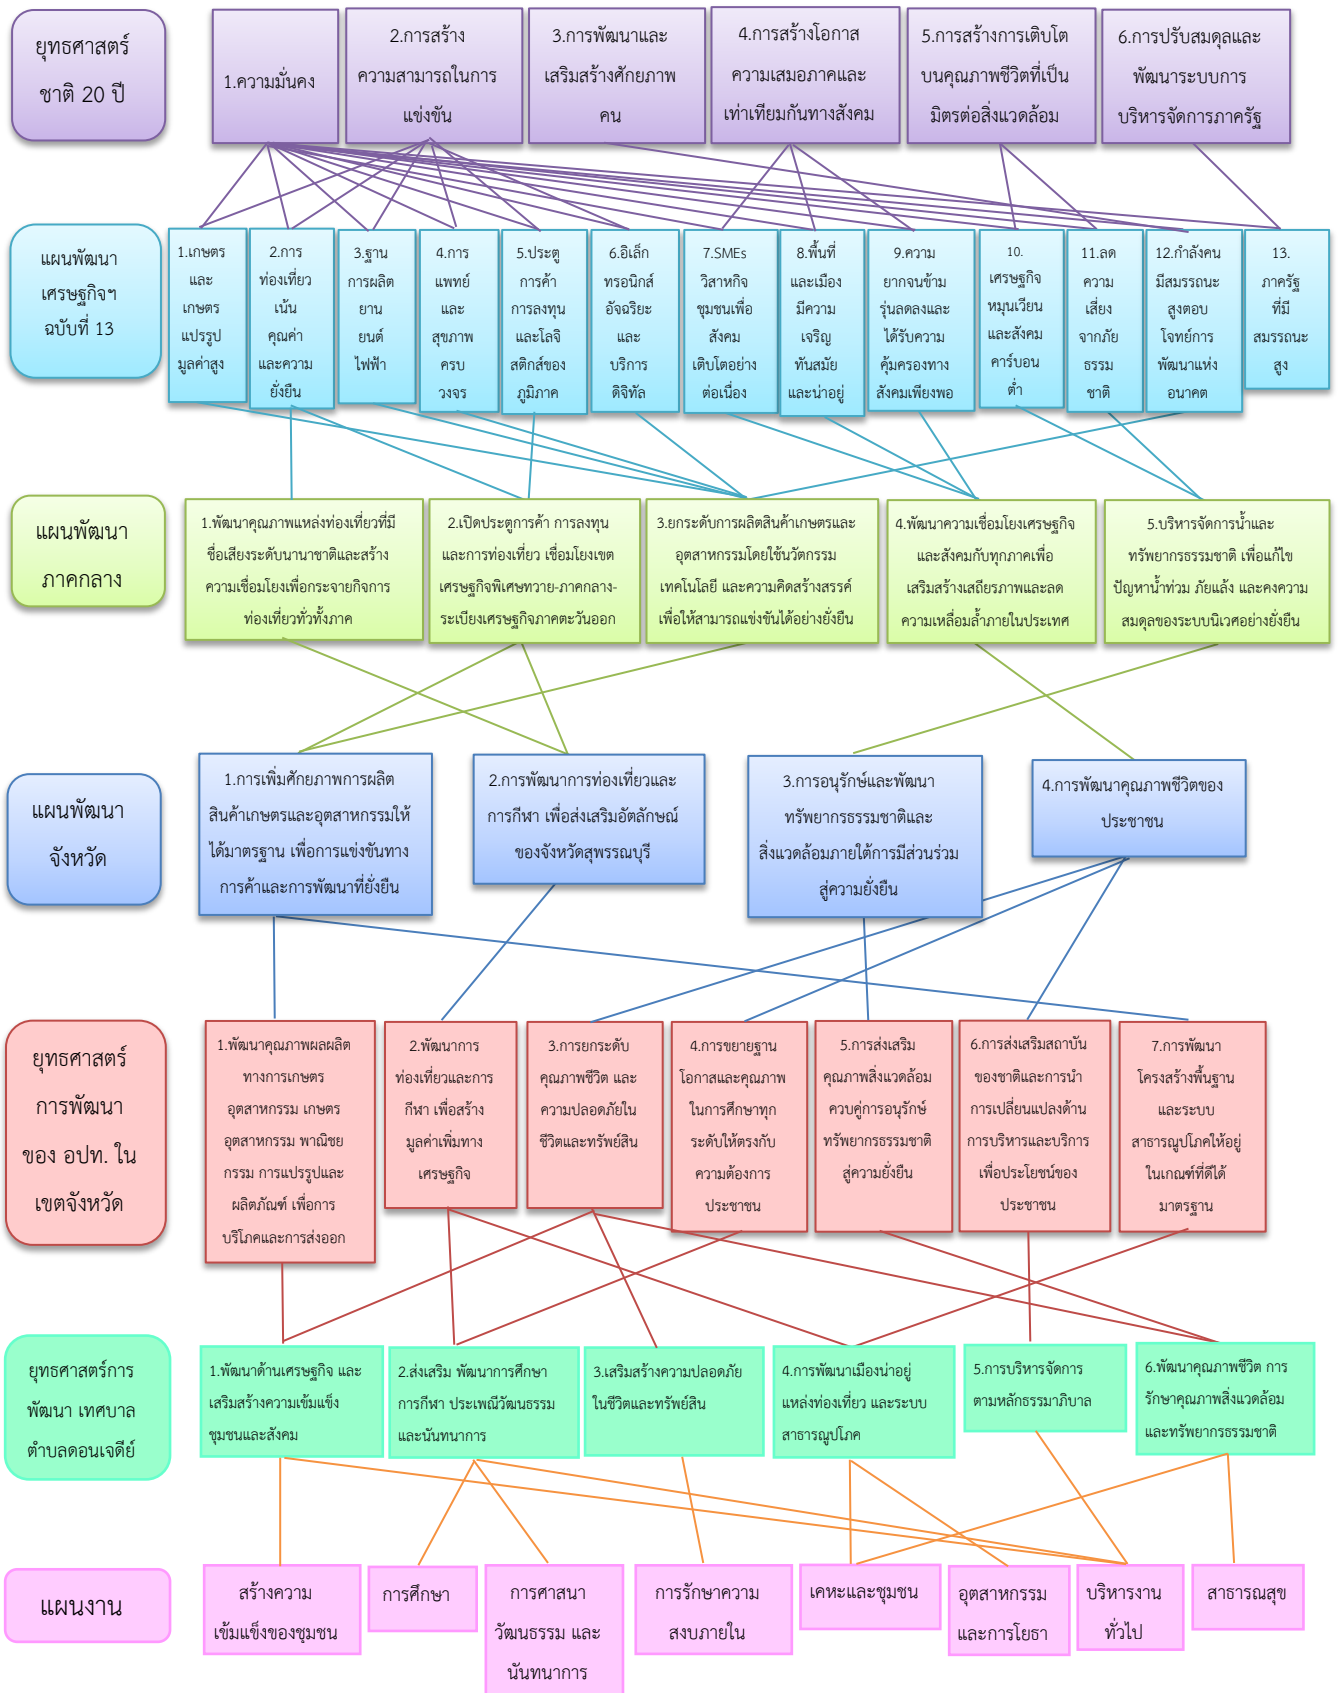 ยุทธศาสตร์
ชาติ 20 ปี
1.ความมั่นคง
2.การสร้าง
ความสามารถในการ
แข่งขัน
3.การพัฒนาและ
เสริมสร้างศักยภาพ
คน
4.การสร้างโอกาส
ความเสมอภาคและ
เท่าเทียมกันทางสังคม
5.การสร้างการเติบโต
บนคุณภาพชีวิตที่เป็น
มิตรต่อสิ่งแวดล้อม
6.การปรับสมดุลและ
พัฒนาระบบการ
บริหารจัดการภาครัฐ
แผนพัฒนา
เศรษฐกิจฯ
ฉบับที่ 13
1.เกษตร
และ
เกษตร
แปรรูป
มูลค่าสูง
2.การ
ท่องเที่ยว
เน้น
คุณค่า
และความ
ยั่งยืน
3.ฐาน
การผลิต
ยาน
ยนต์
ไฟฟ้า
4.การ
แพทย์
และ
สุขภาพ
ครบ
วงจร
5.ประตู
การค้า
การลงทุน
และโลจิ
สติกส์ของ
ภูมิภาค
6.อิเล็ก
ทรอนิกส์
อัจฉริยะ
และ
บริการ
ดิจิทัล
7.SMEs
วิสาหกิจ
ชุมชนเพื่อ
สังคม
เติบโตอย่าง
ต่อเนื่อง
8.พื้นที่
และเมือง
มีความ
เจริญ
ทันสมัย
และน่าอยู่
9.ความ
ยากจนข้าม
รุ่นลดลงและ
ได้รับความ
คุ้มครองทาง
สังคมเพียงพอ
10.
เศรษฐกิจ
หมุนเวียน
และสังคม
คาร์บอน
ต่ำ
11.ลด
ความ
เสี่ยง
จากภัย
ธรรม
ชาติ
12.กำลังคน
มีสมรรถนะ
สูงตอบ
โจทย์การ
พัฒนาแห่ง
อนาคต
13.
ภาครัฐ
ที่มี
สมรรถนะ
สูง
แผนพัฒนา
ภาคกลาง
1.พัฒนาคุณภาพแหล่งท่องเที่ยวที่มี
ชื่อเสียงระดับนานาชาติและสร้าง
ความเชื่อมโยงเพื่อกระจายกิจการ
ท่องเที่ยวทั่วทั้งภาค
2.เปิดประตูการค้า การลงทุน
และการท่องเที่ยว เชื่อมโยงเขต
เศรษฐกิจพิเศษทวาย-ภาคกลาง-
ระเบียงเศรษฐกิจภาคตะวันออก
3.ยกระดับการผลิตสินค้าเกษตรและ
อุตสาหกรรมโดยใช้นวัตกรรม
เทคโนโลยี และความคิดสร้างสรรค์
เพื่อให้สามารถแข่งขันได้อย่างยั่งยืน
4.พัฒนาความเชื่อมโยงเศรษฐกิจ
และสังคมกับทุกภาคเพื่อ
เสริมสร้างเสถียรภาพและลด
ความเหลื่อมล้ำภายในประเทศ
5.บริหารจัดการน้ำและ
ทรัพยากรธรรมชาติ เพื่อแก้ไข
ปัญหาน้ำท่วม ภัยแล้ง และคงความ
สมดุลของระบบนิเวศอย่างยั่งยืน
แผนพัฒนา
จังหวัด
1.การเพิ่มศักยภาพการผลิต
สินค้าเกษตรและอุตสาหกรรมให้
ได้มาตรฐาน เพื่อการแข่งขันทาง
การค้าและการพัฒนาที่ยั่งยืน
2.การพัฒนาการท่องเที่ยวและ
การกีฬา เพื่อส่งเสริมอัตลักษณ์
ของจังหวัดสุพรรณบุรี
3.การอนุรักษ์และพัฒนา
ทรัพยากรธรรมชาติและ
สิ่งแวดล้อมภายใต้การมีส่วนร่วม
สู่ความยั่งยืน
4.การพัฒนาคุณภาพชีวิตของ
ประชาชน
ยุทธศาสตร์
การพัฒนา
ของ อปท. ใน
เขตจังหวัด
1.พัฒนาคุณภาพผลผลิต
ทางการเกษตร
อุตสาหกรรม เกษตร
อุตสาหกรรม พาณิชย
กรรม การแปรรูปและ
ผลิตภัณฑ์ เพื่อการ
บริโภคและการส่งออก
2.พัฒนาการ
ท่องเที่ยวและการ
กีฬา เพื่อสร้าง
มูลค่าเพิ่มทาง
เศรษฐกิจ
3.การยกระดับ
คุณภาพชีวิต และ
ความปลอดภัยใน
ชีวิตและทรัพย์สิน
4.การขยายฐาน
โอกาสและคุณภาพ
ในการศึกษาทุก
ระดับให้ตรงกับ
ความต้องการ
ประชาชน
5.การส่งเสริม
คุณภาพสิ่งแวดล้อม
ควบคู่การอนุรักษ์
ทรัพยากรธรรมชาติ
สู่ความยั่งยืน
6.การส่งเสริมสถาบัน
ของชาติและการนำ
การเปลี่ยนแปลงด้าน
การบริหารและบริการ
เพื่อประโยชน์ของ
ประชาชน
7.การพัฒนา
โครงสร้างพื้นฐาน
และระบบ
สาธารณูปโภคให้อยู่
ในเกณฑ์ที่ดีได้
มาตรฐาน
ยุทธศาสตร์การ
พัฒนา เทศบาล
ตำบลดอนเจดีย์
1.พัฒนาด้านเศรษฐกิจ และ
เสริมสร้างความเข้มแข็ง
ชุมชนและสังคม
2.ส่งเสริม พัฒนาการศึกษา
การกีฬา ประเพณีวัฒนธรรม
และนันทนาการ
3.เสริมสร้างความปลอดภัย
ในชีวิตและทรัพย์สิน
4.การพัฒนาเมืองน่าอยู่
แหล่งท่องเที่ยว และระบบ
สาธารณูปโภค
5.การบริหารจัดการ
ตามหลักธรรมาภิบาล
6.พัฒนาคุณภาพชีวิต การ
รักษาคุณภาพสิ่งแวดล้อม
และทรัพยากรธรรมชาติ
แผนงาน
สร้างความ
เข้มแข็งของชุมชน
การศึกษา
การศาสนา
วัฒนธรรม และ
นันทนาการ
การรักษาความ
สงบภายใน
เคหะและชุมชน
อุตสาหกรรม
และการโยธา
บริหารงาน
ทั่วไป
สาธารณสุข